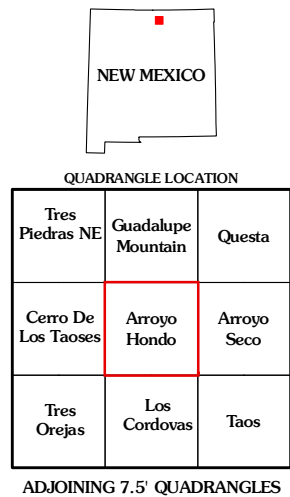 NEW MEXICO
QUADRANGLE LOCATION
Tres
Piedras NE
Guadalupe
Mountain
Questa
Cerro De
Los Taoses
Arroyo
Hondo
Arroyo
Seco
Tres
Orejas
Los
Cordovas
Taos
ADJOINING 7.5' QUADRANGLES